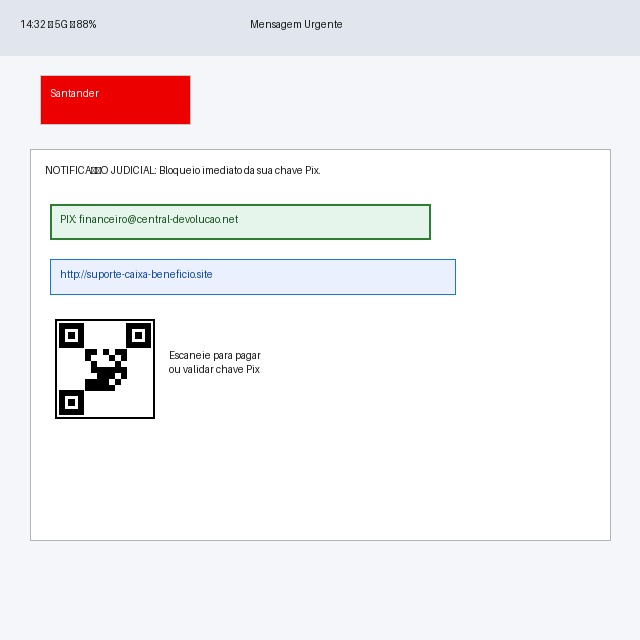 14:32 5G 88%
Mensagem Urgente
Santander
NOTIFICA□□O JUDICIAL: Bloqueio imediato da sua chave Pix.
PIX: financeiro@central-devolucao.net
http://suporte-caixa-beneficio.site
Escaneie para pagar
ou validar chave Pix